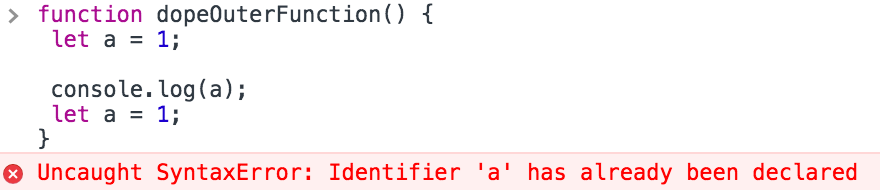 > function dopeOuterFunction() {
let a = 1;
console.log(a);
let a = 1;
}
Uncaught SyntaxError: Identifier 'a' has already been declared